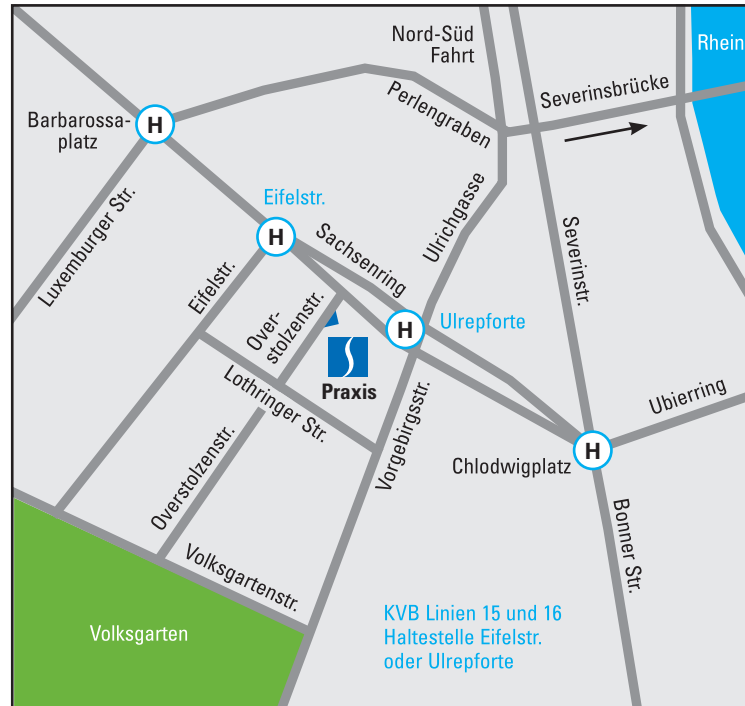 Nord-Süd
Fahrt
Rhein
Severinsbrücke
Perlengraben
Barbarossa-
platz
H
Luxemburger Str.
Eifelstr.
H
Sachsenring
Ulrichgasse
Severinstr.
Eifelstr.
Over-
stolzenstr.
H
Ulrepforte
Praxis
Lothringer Str.
Vorgebirgsstr.
Ubierring
H
Chlodwigplatz
Overstolzenstr.
Bonner Str.
Volksgartenstr.
Volksgarten
KVB Linien 15 und 16
Haltestelle Eifelstr.
oder Ulrepforte